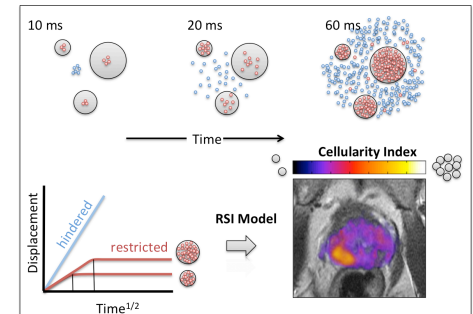 10 ms
20 ms
60 ms
Time
Cellularity Index
Displacement
hindered
restricted
RSI Model
Time1/2